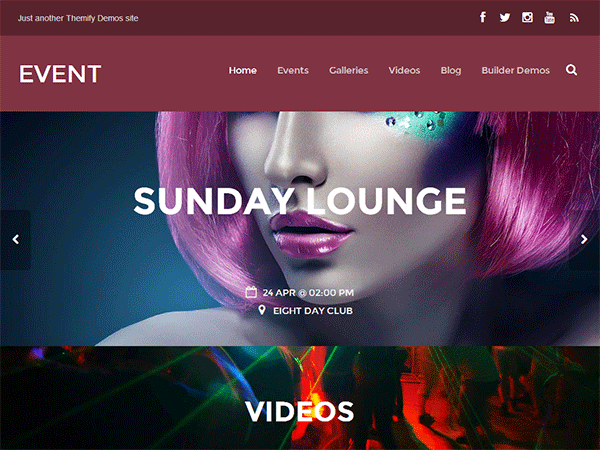 Just another Themify Demos site
EVENT
Home Events Galleries Videos Blog Builder Demos
SUNDAY LOUNGE
24 APR @ 02:00 PM
EIGHT DAY CLUB
VIDEOS